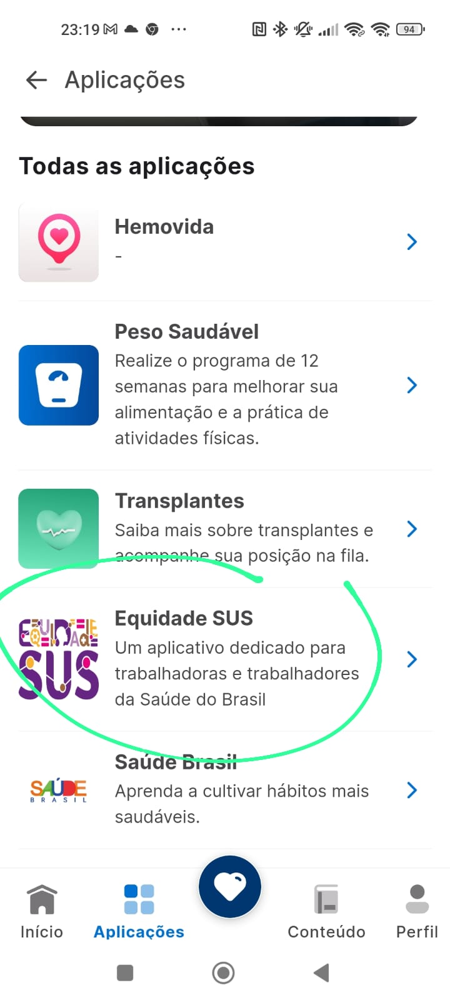 23:19
94
Aplicações
Todas as aplicações
Hemovida
-
Peso Saudável
Realize o programa de 12
semanas para melhorar sua
alimentação e a prática de
atividades físicas.
Transplantes
Saiba mais sobre transplantes e
acompanhe sua posição na fila.
EQUIDADE
SUS
Equidade SUS
Um aplicativo dedicado para
trabalhadoras e trabalhadores
da Saúde do Brasil
SAÚDE
BRASIL
Saúde Brasil
Aprenda a cultivar hábitos mais
saudáveis.
Início
Aplicações
Conteúdo
Perfil